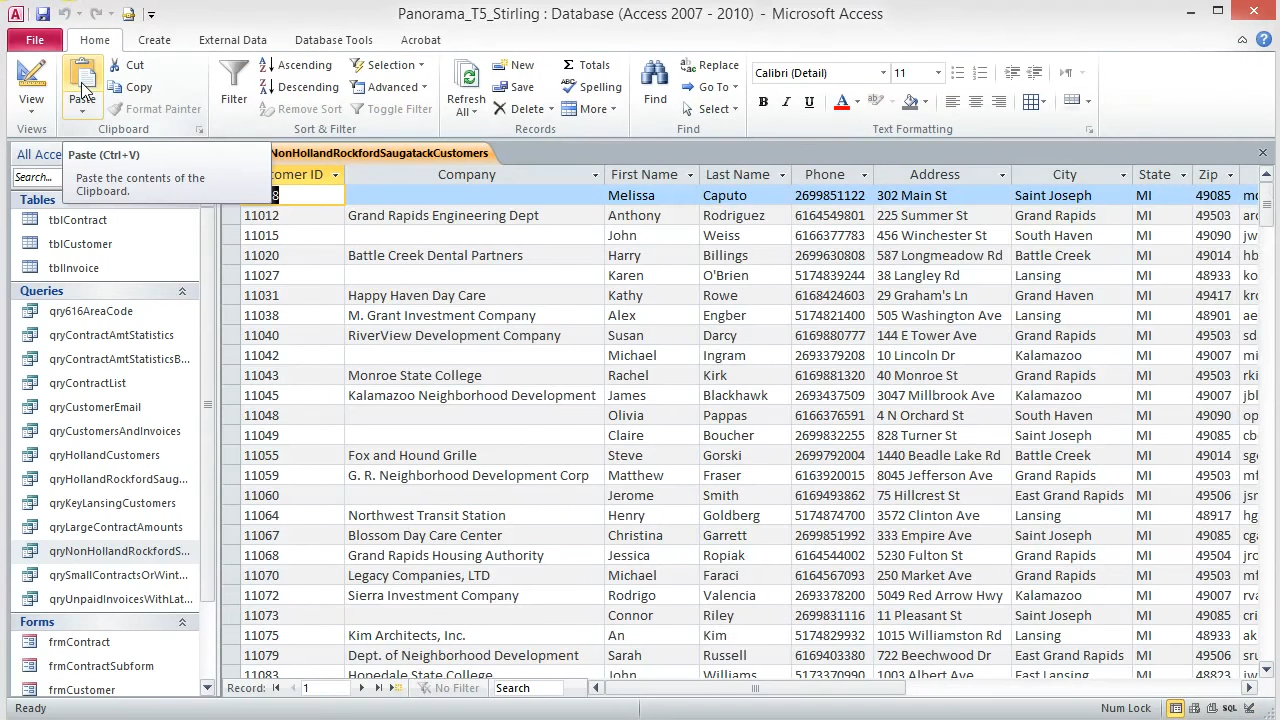 Panorama_T5_Stirling : Database (Access 2007 - 2010) - Microsoft Access
File Home Create External Data Database Tools Acrobat
View
Views
Paste
Cut
Copy
Format Painter
Clipboard
Filter
Ascending
Descending
Remove Sort
Selection
Advanced
Toggle Filter
Sort & Filter
Refresh
All
New
Save
Delete
Totals
Spelling
More
Records
Find
Replace
Go To
Select
Find
Calibri (Detail) 11
B I U A
Text Formatting
Paste (Ctrl+V)
Paste the contents of the
Clipboard.
All Acce
Search...
Tables
tblContract
tblCustomer
tblInvoice
Queries
qry616AreaCode
qryContractAmtStatistics
qryContractAmtStatisticsB...
qryContractList
qryCustomerEmail
qryCustomersAndInvoices
qryHollandCustomers
qryHollandRockfordSaug...
qryKeyLansingCustomers
qryLargeContractAmounts
qryNonHollandRockfordS...
qrySmallContractsOrWint...
qryUnpaidInvoicesWithLat...
Forms
frmContract
frmContractSubform
frmCustomer
NonHollandRockfordSaugatackCustomers
omer ID Company First Name Last Name Phone Address City State Zip
8 Melissa Caputo 2699851122 302 Main St Saint Joseph MI 49085
11012 Grand Rapids Engineering Dept Anthony Rodriguez 6164549801 225 Summer St Grand Rapids MI 49503
11015 John Weiss 6166377783 456 Winchester St South Haven MI 49090 jw
11020 Battle Creek Dental Partners Harry Billings 2699630808 587 Longmeadow Rd Battle Creek MI 49014 hb
11027 Karen O'Brien 5174839244 38 Langley Rd Lansing MI 48933
11031 Happy Haven Day Care Kathy Rowe 6168424603 29 Graham's Ln Grand Haven MI 49417
11038 M. Grant Investment Company Alex Engber 5174821400 505 Washington Ave Lansing MI 48901
11040 RiverView Development Company Susan Darcy 6169880777 144 E Tower Ave Grand Rapids MI 49503
11042 Michael Ingram 2693379208 10 Lincoln Dr Kalamazoo MI 49007
11043 Monroe State College Rachel Kirk 6169881320 40 Monroe St Grand Rapids MI 49503
11045 Kalamazoo Neighborhood Development James Blackhawk 2693437509 3047 Millbrook Ave Kalamazoo MI 49007
11048 Olivia Pappas 6166376591 4 N Orchard St South Haven MI 49090
11049 Claire Boucher 2699832255 828 Turner St Saint Joseph MI 49085
11055 Fox and Hound Grille Steve Gorski 2699792004 1440 Beadle Lake Rd Battle Creek MI 49014
11059 G. R. Neighborhood Development Corp Matthew Fraser 6163920015 8045 Jefferson Ave Grand Rapids MI 49503
11060 Jerome Smith 6169493862 75 Hillcrest St East Grand Rapids MI 49506
11064 Northwest Transit Station Henry Goldberg 5174874700 3572 Clinton Ave Lansing MI 48917
11067 Blossom Day Care Center Christina Garrett 2699851992 333 Empire Ave Saint Joseph MI 49085
11068 Grand Rapids Housing Authority Jessica Ropiak 6164544002 5230 Fulton St Grand Rapids MI 49504
11070 Legacy Companies, LTD Michael Faraci 6164567093 250 Market Ave Grand Rapids MI 49503
11072 Sierra Investment Company Rodrigo Valencia 2693378200 5049 Red Arrow Hwy Kalamazoo MI 49007
11073 Connor Riley 2699831116 11 Pleasant St Saint Joseph MI 49085
11075 Kim Architects, Inc. An Kim 5174829932 1015 Williamston Rd Lansing MI 48933 ak
11079 Dept. of Neighborhood Development Sarah Russell 6164403380 722 Beechwood Dr Grand Rapids MI 49506
11083 Hopedale State College John Williams 5174337760 1003 Albert Ave Lansing MI
Record: 1 No Filter Search
Ready Num Lock SQL